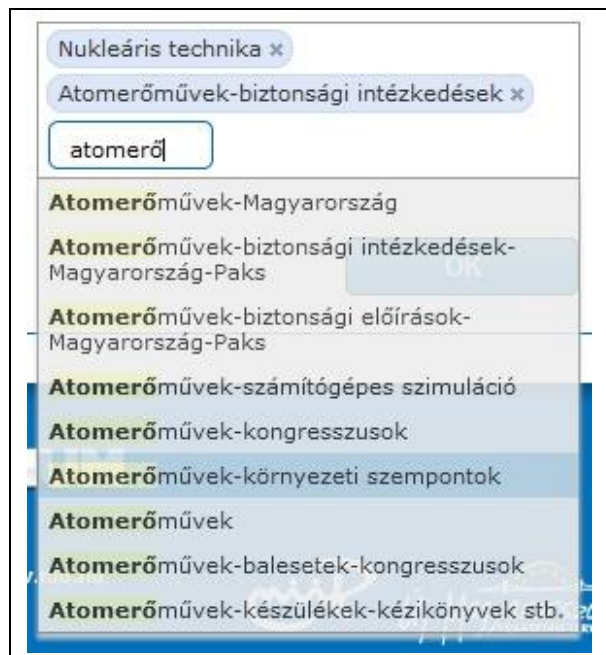 Nukleáris technika ×
Atomerőművek-biztonsági intézkedések ×
atomerő
Atomerőművek-Magyarország
Atomerőművek-biztonsági intézkedések-
Magyarország-Paks
OK
Atomerőművek-biztonsági előírások-
Magyarország-Paks
Atomerőművek-számítógépes szimuláció
Atomerőművek-kongresszusok
Atomerőművek-környezeti szempontok
Atomerőművek
Atomerőművek-balesetek-kongresszusok
Atomerőművek-készülékek-kézikönyvek stb.